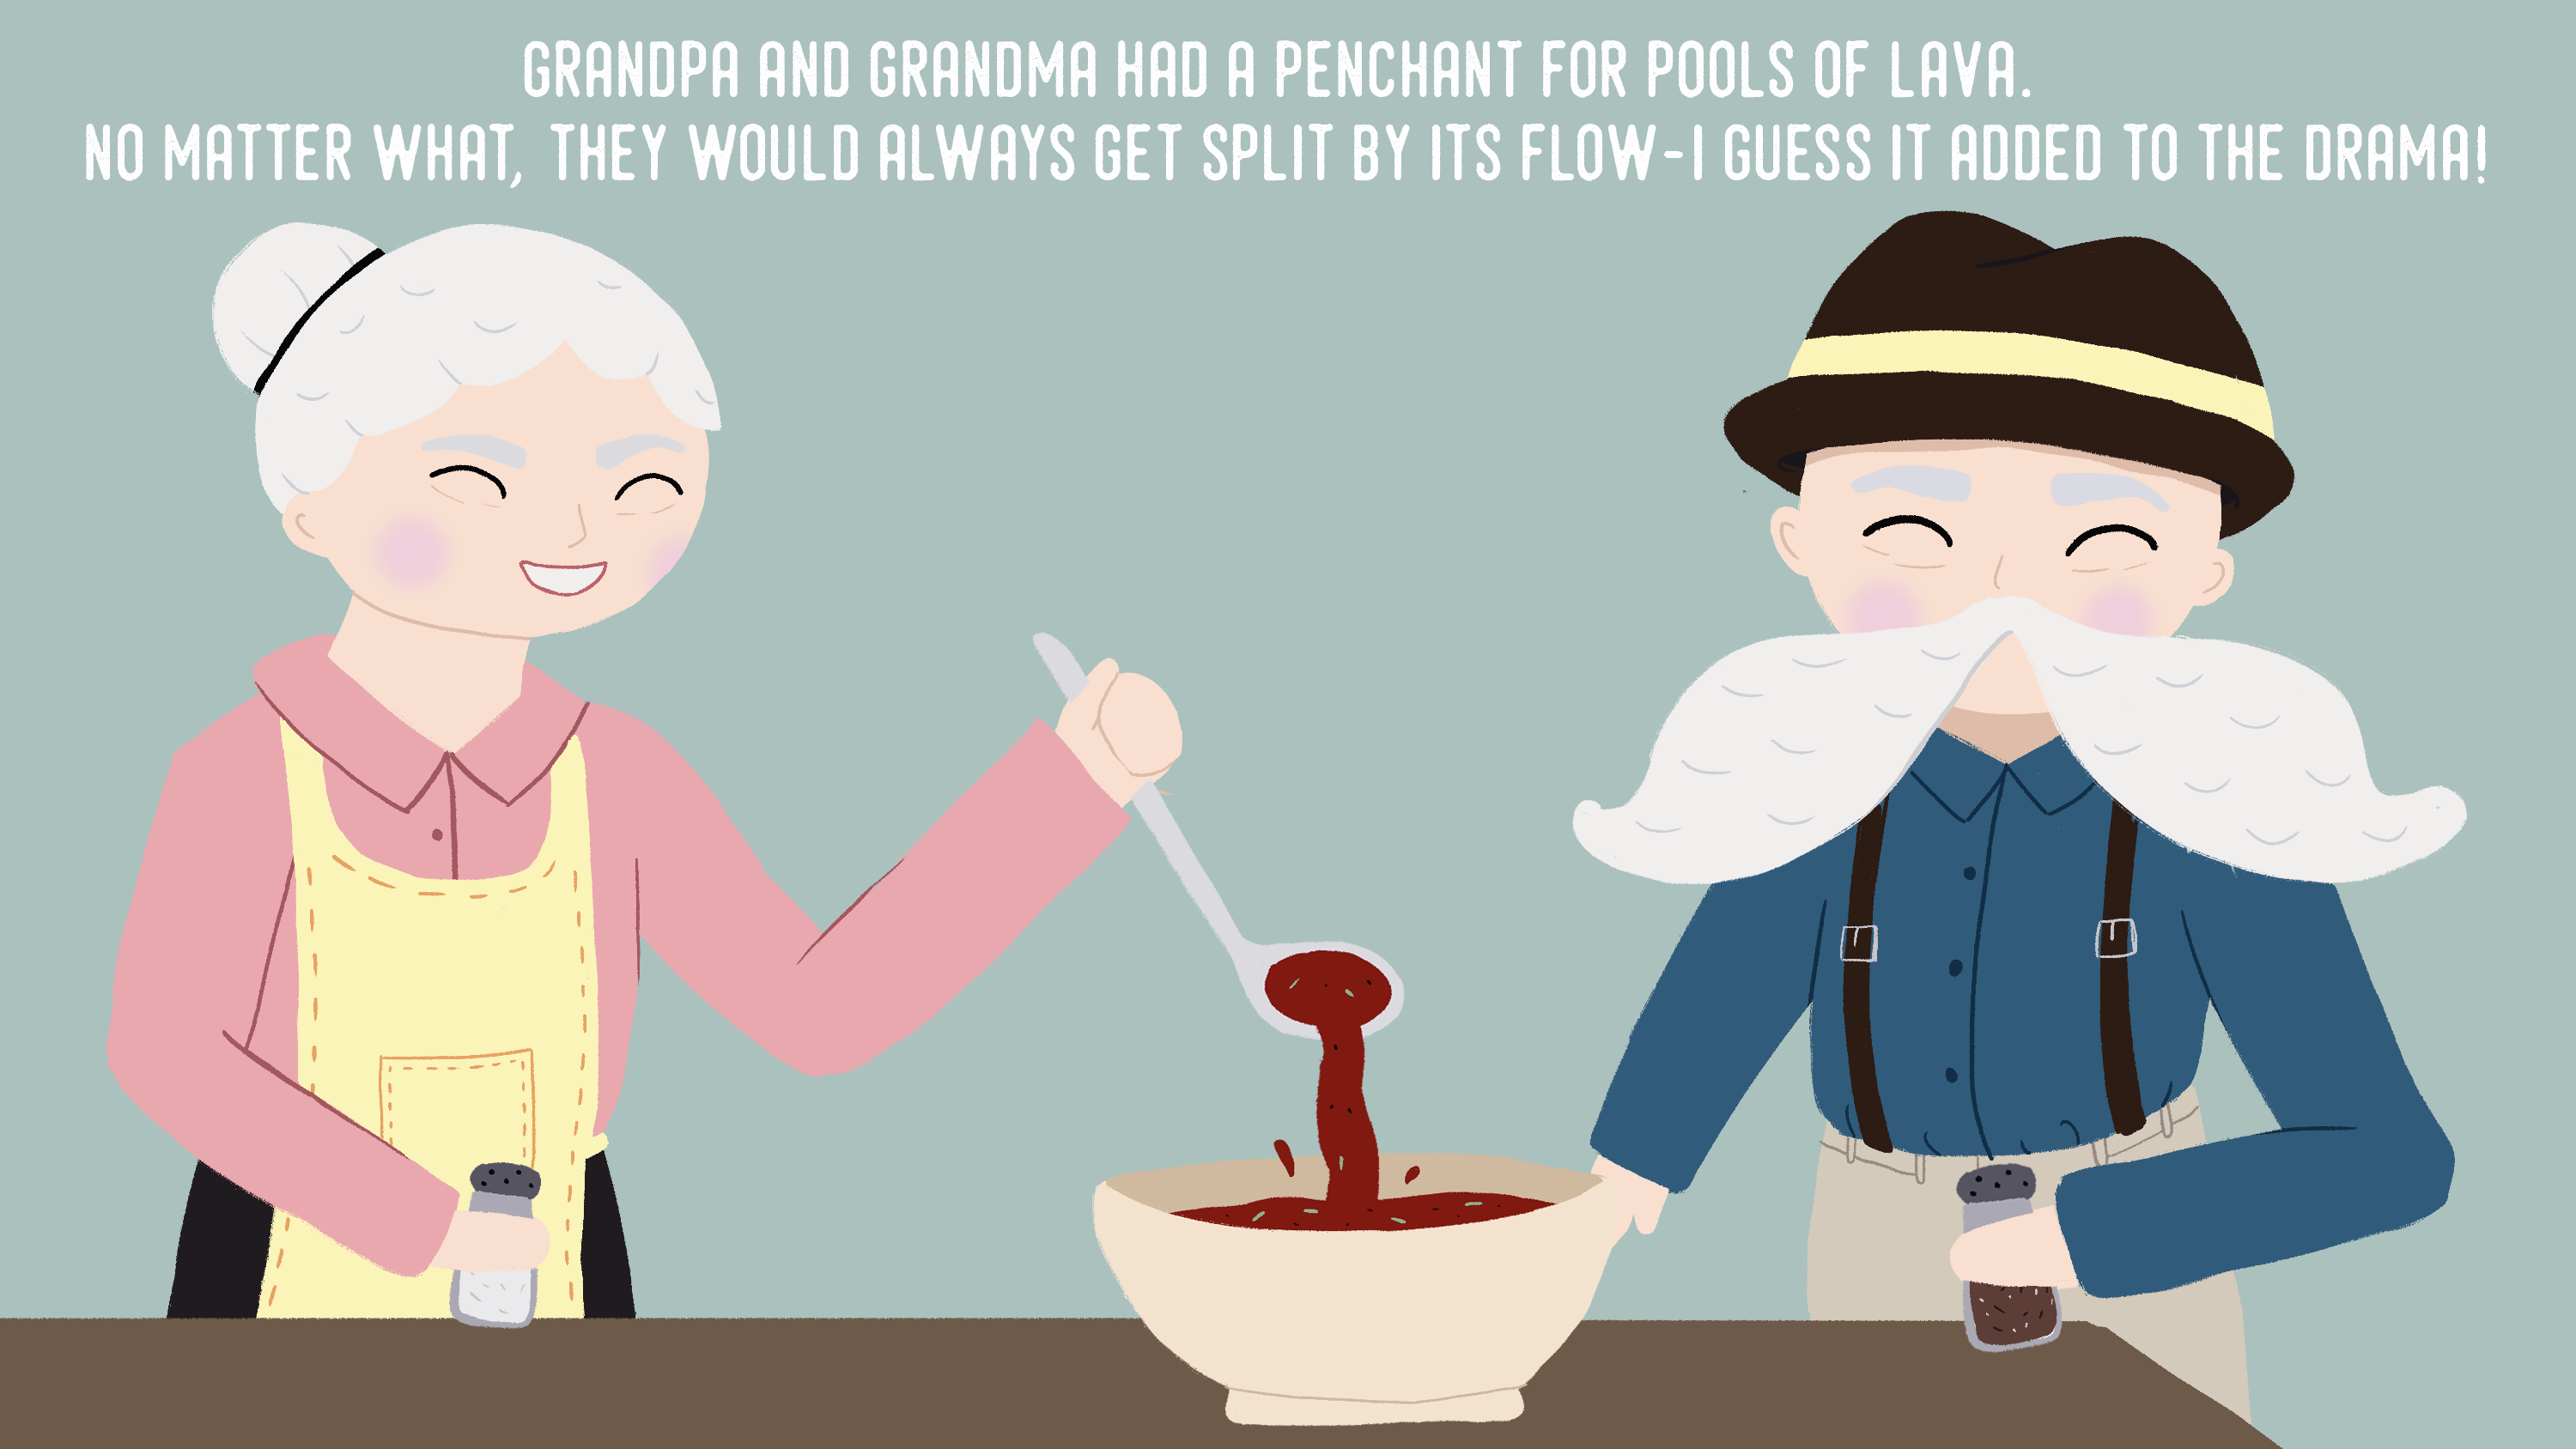 GRANDPA AND GRANDMA HAD A PENCHANT FOR POOLS OF LAVA.
NO MATTER WHAT, THEY WOULD ALWAYS GET SPLIT BY ITS FLOW-I GUESS IT ADDED TO THE DRAMA!